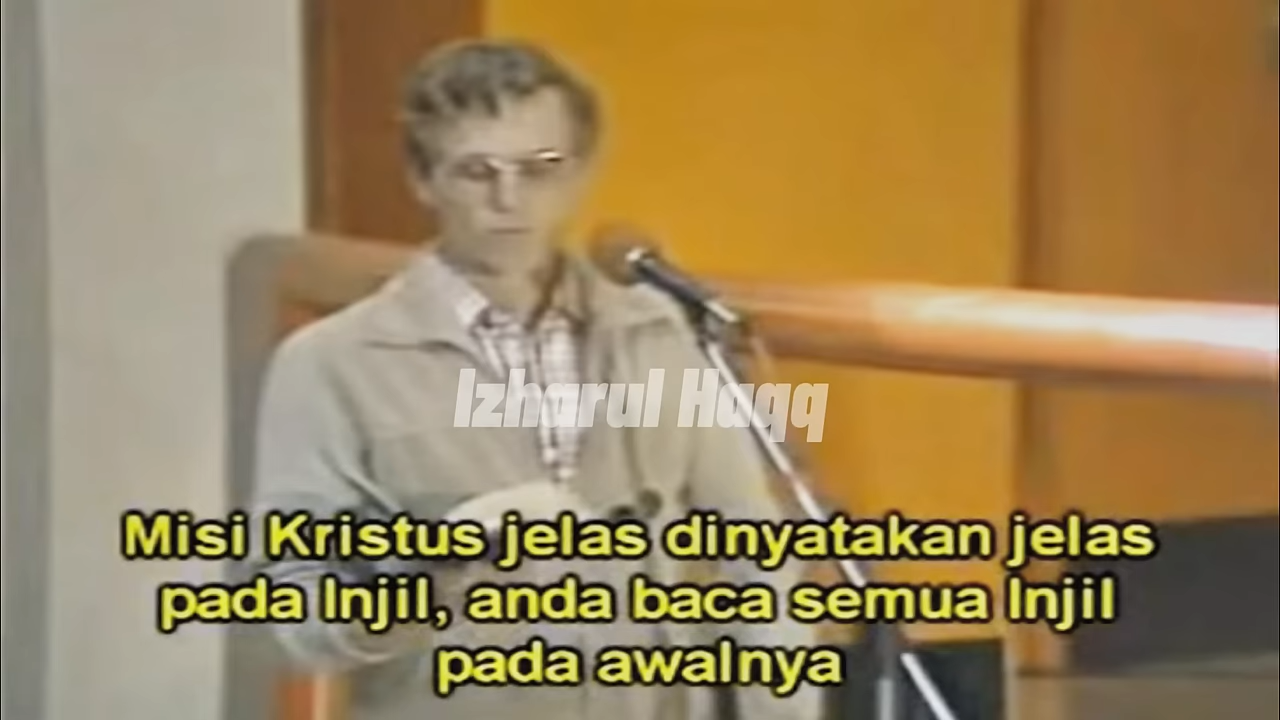 Izharul Haqq
Misi Kristus jelas dinyatakan jelas
pada Injil, anda baca semua Injil
pada awalnya